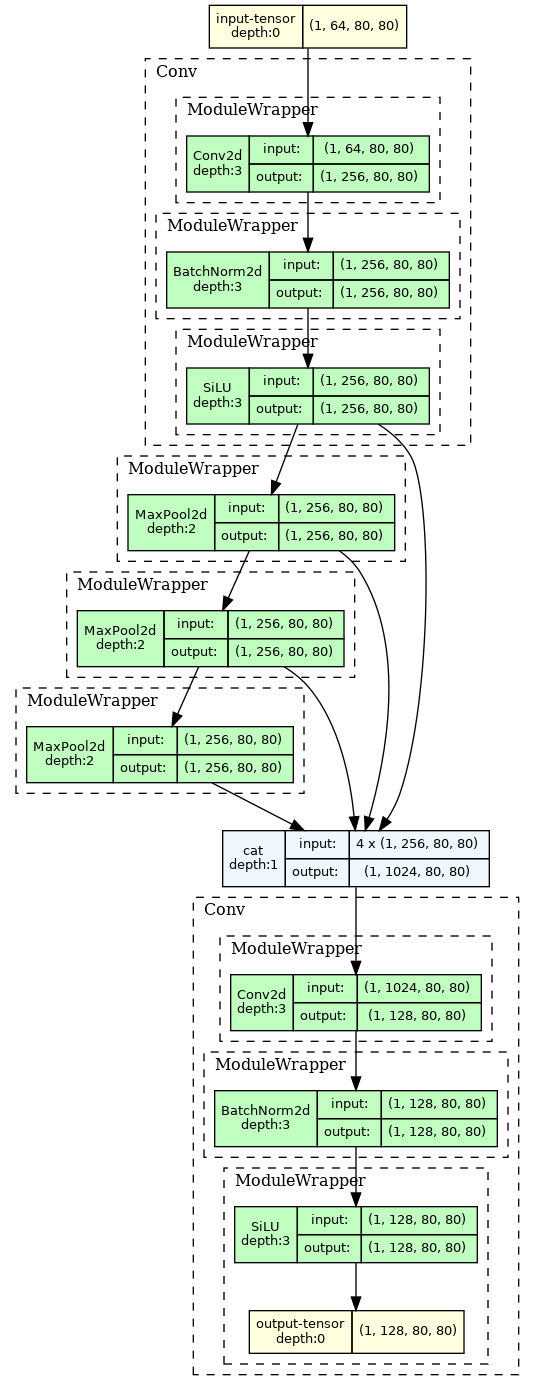 input-tensor
depth:0
(1, 64, 80, 80)
Conv
ModuleWrapper
Conv2d
depth:3
input:
(1, 64, 80, 80)
output:
(1, 256, 80, 80)
ModuleWrapper
BatchNorm2d
depth:3
input:
(1, 256, 80, 80)
output:
(1, 256, 80, 80)
ModuleWrapper
SiLU
depth:3
input:
(1, 256, 80, 80)
output:
(1, 256, 80, 80)
ModuleWrapper
MaxPool2d
depth:2
input:
(1, 256, 80, 80)
output:
(1, 256, 80, 80)
ModuleWrapper
MaxPool2d
depth:2
input:
(1, 256, 80, 80)
output:
(1, 256, 80, 80)
ModuleWrapper
MaxPool2d
depth:2
input:
(1, 256, 80, 80)
output:
(1, 256, 80, 80)
cat
depth:1
input:
4 x (1, 256, 80, 80)
output:
(1, 1024, 80, 80)
Conv
ModuleWrapper
Conv2d
depth:3
input:
(1, 1024, 80, 80)
output:
(1, 128, 80, 80)
ModuleWrapper
BatchNorm2d
depth:3
input:
(1, 128, 80, 80)
output:
(1, 128, 80, 80)
ModuleWrapper
SiLU
depth:3
input:
(1, 128, 80, 80)
output:
(1, 128, 80, 80)
output-tensor
depth:0
(1, 128, 80, 80)